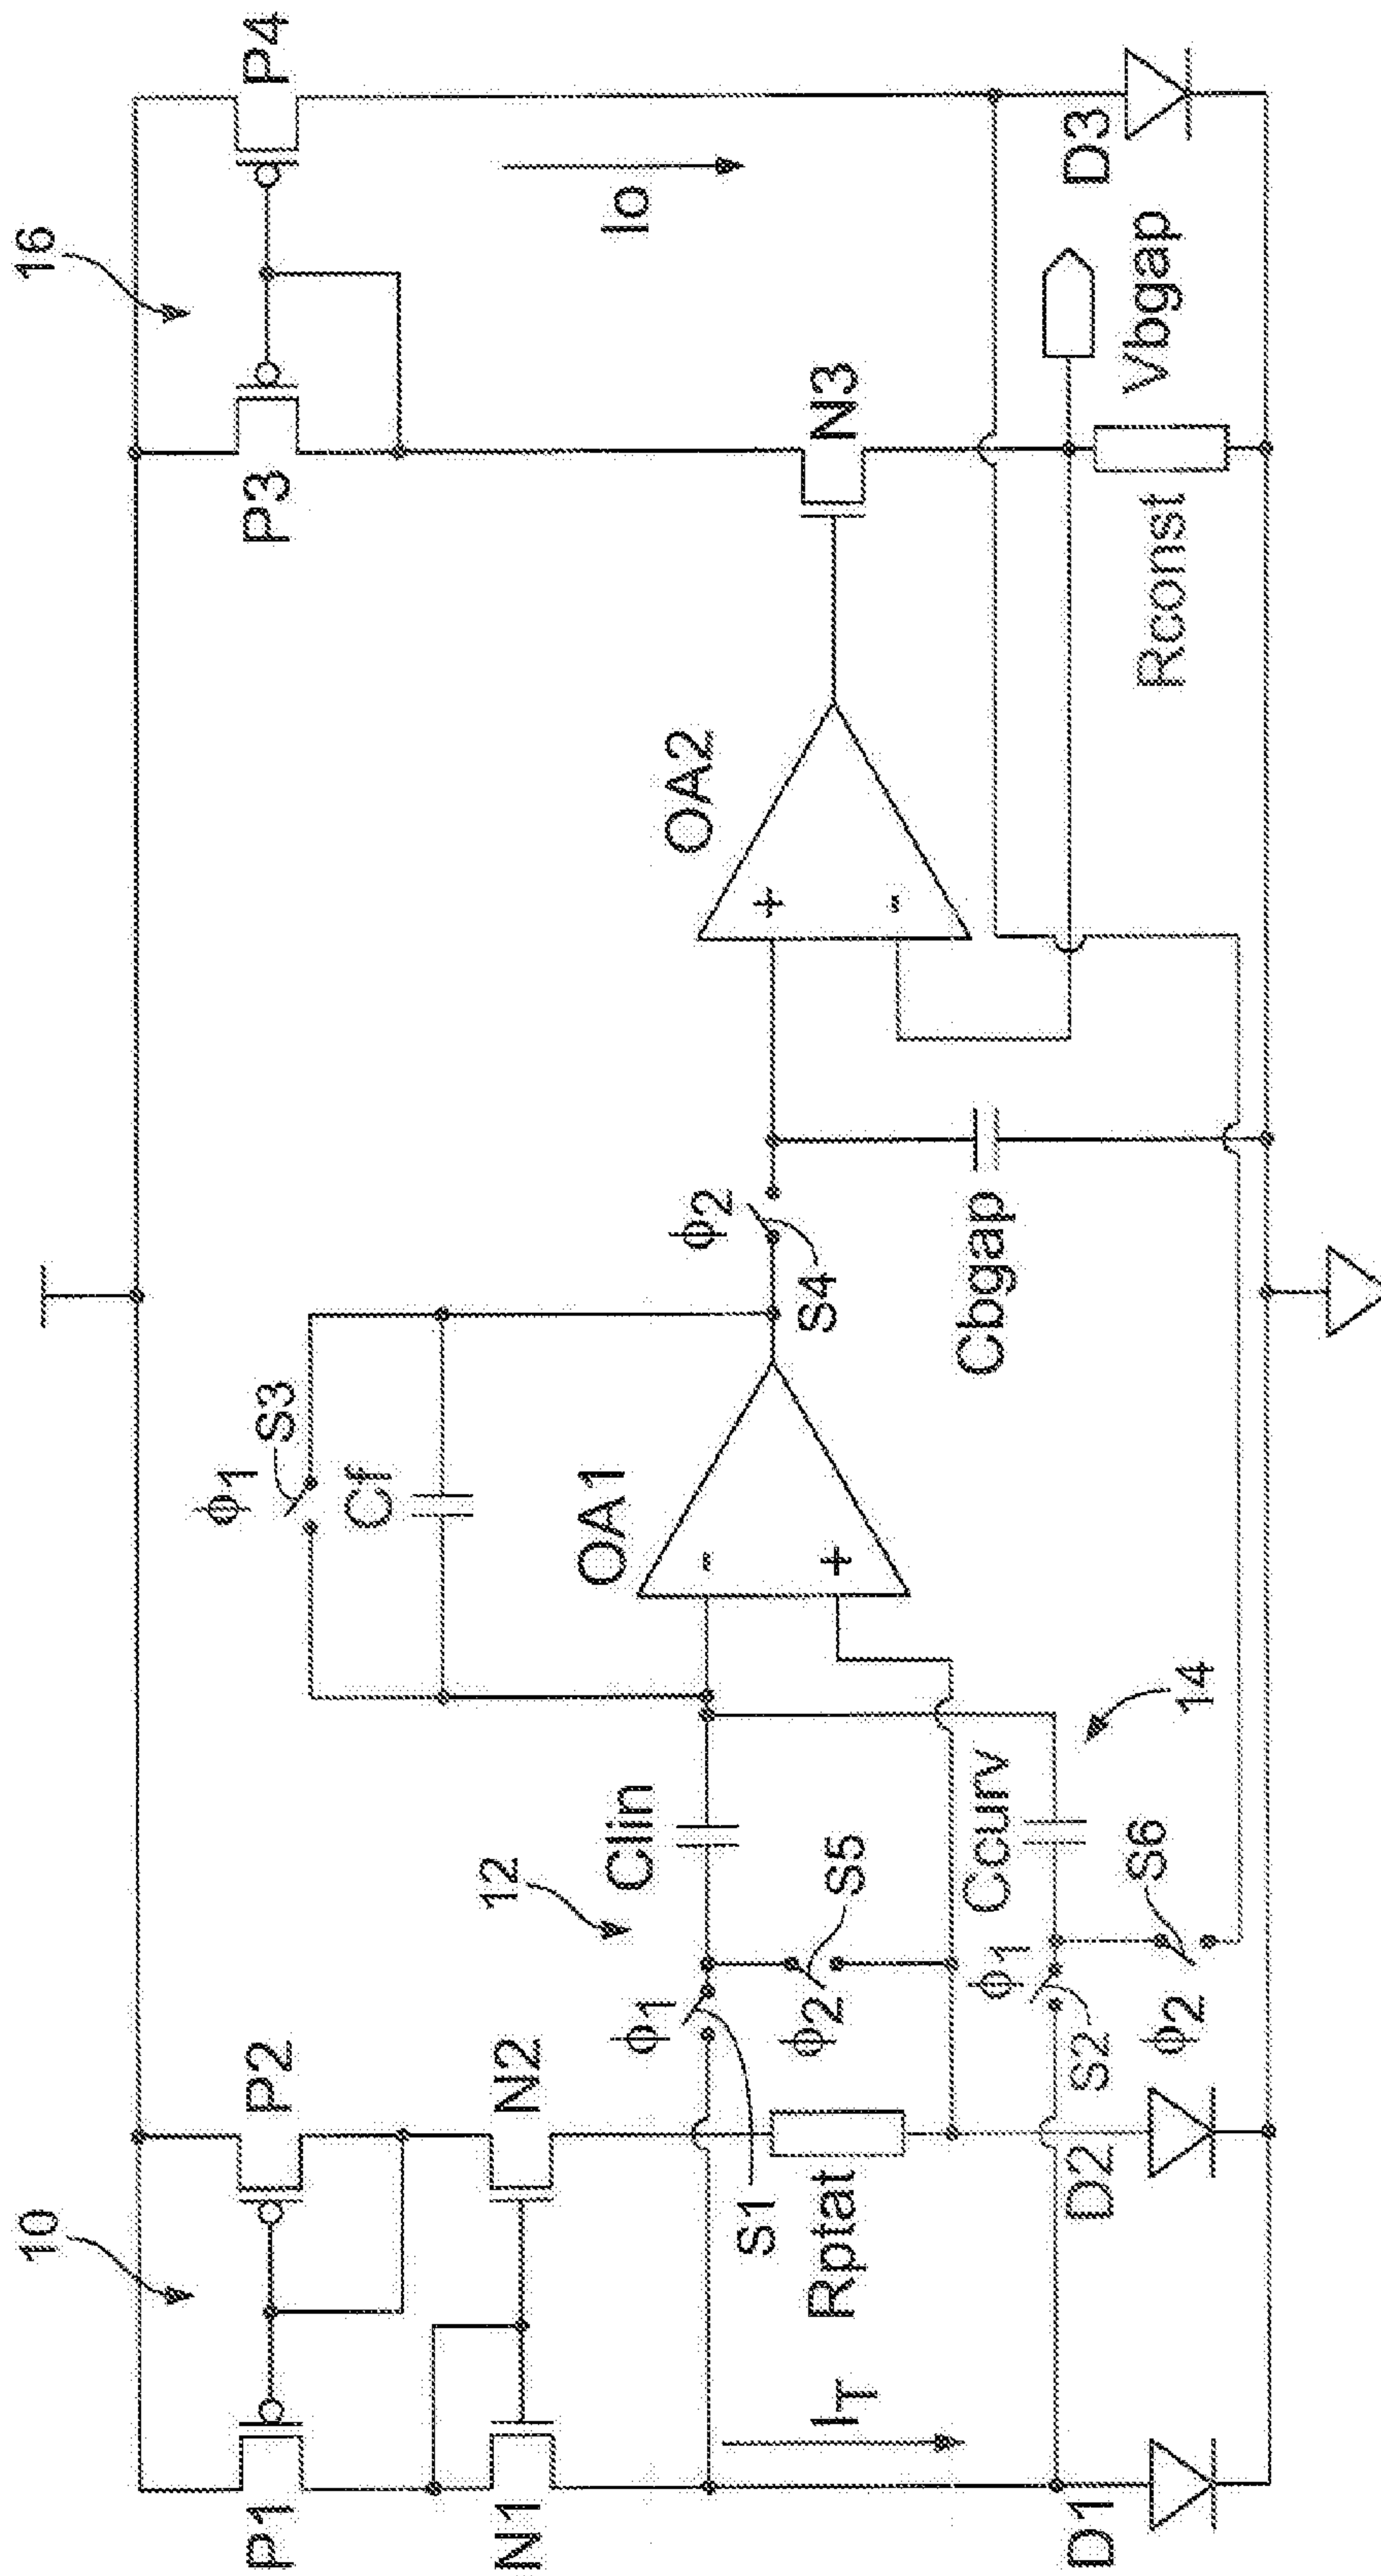 10
P1
P2
N1
N2
IT
Rptat
S1
D1
D2
12
ϕ1
ϕ2
S5
Clin
ϕ1
S2
ϕ2
S6
Ccurv
14
ϕ1
S3
Cf
OA1
-
+
ϕ2
S4
Cbgap
OA2
+
-
16
P3
P4
N3
Io
Rconst
Vbgap
D3